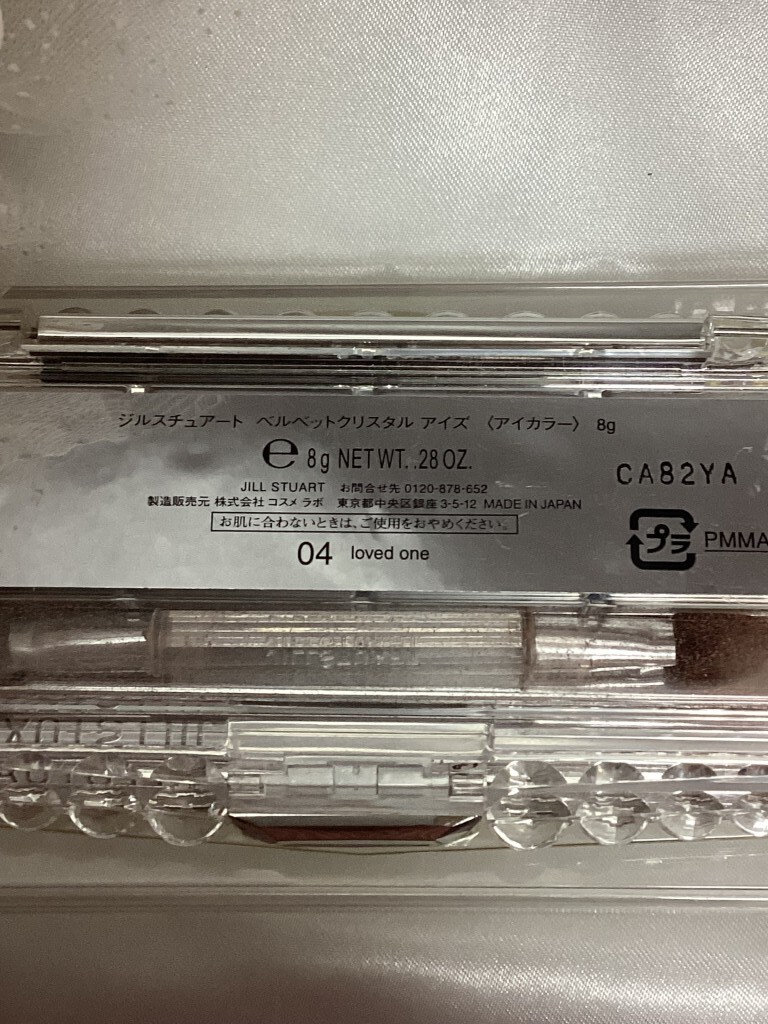 ジルスチュアート ベルベットクリスタル アイズ 〈アイカラー〉 8g
e 8g NET WT. .28 OZ.
CA82YA
JILL STUART お問合せ先 0120-878-652
製造販売元 株式会社 コスメ ラボ 東京都中央区銀座 3-5-12 MADE IN JAPAN
お肌に合わないときは、ご使用をおやめください。
プラ PMMA
04 loved one